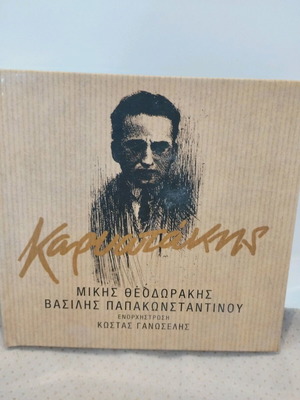 Καρυωτάκης
ΜΙΚΗΣ ΘΕΟΔΩΡΑΚΗΣ
ΒΑΣΙΛΗΣ ΠΑΠΑΚΩΝΣΤΑΝΤΙΝΟΥ
ΕΝΟΡΧΗΣΤΡΩΣΗ
ΚΩΣΤΑΣ ΓΑΝΩΣΕΛΗΣ